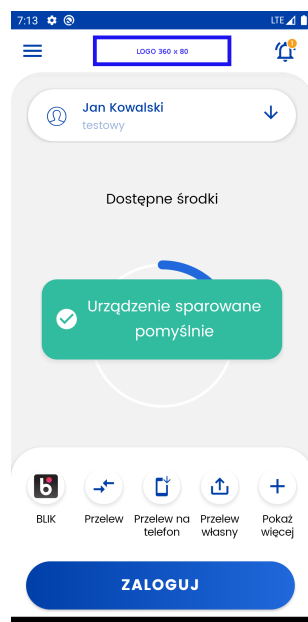 7:13
LTE
LOGO 360 x 80
1
Jan Kowalski
testowy
Dostępne środki
Urządzenie sparowane
pomyślnie
b
BLIK
Przelew
Przelew na
telefon
Przelew
własny
Pokaż
więcej
ZALOGUJ